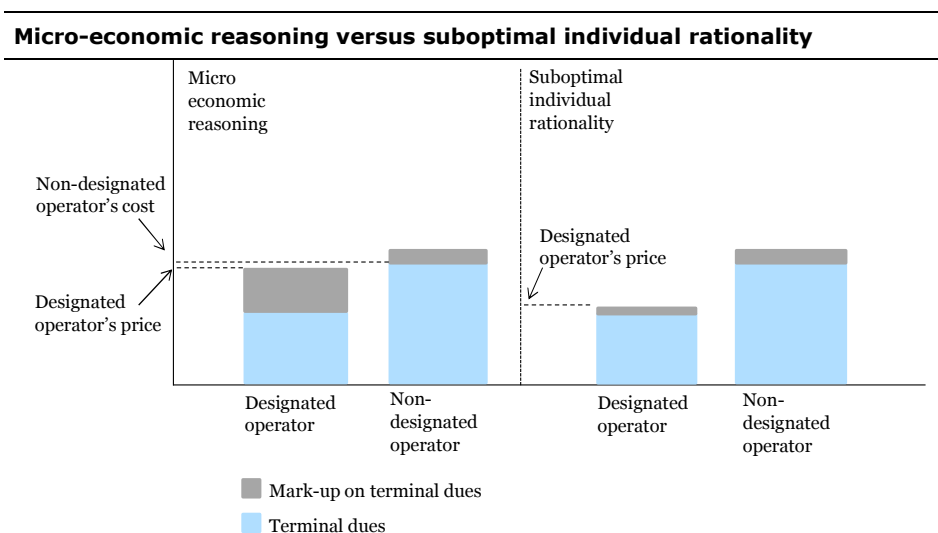 Micro-economic reasoning versus suboptimal individual rationality
Micro
economic
reasoning
Suboptimal
individual
rationality
Non-designated
operator’s cost
Designated
operator’s price
Designated
operator’s price
Designated
operator
Non-
designated
operator
Designated
operator
Non-
designated
operator
Mark-up on terminal dues
Terminal dues